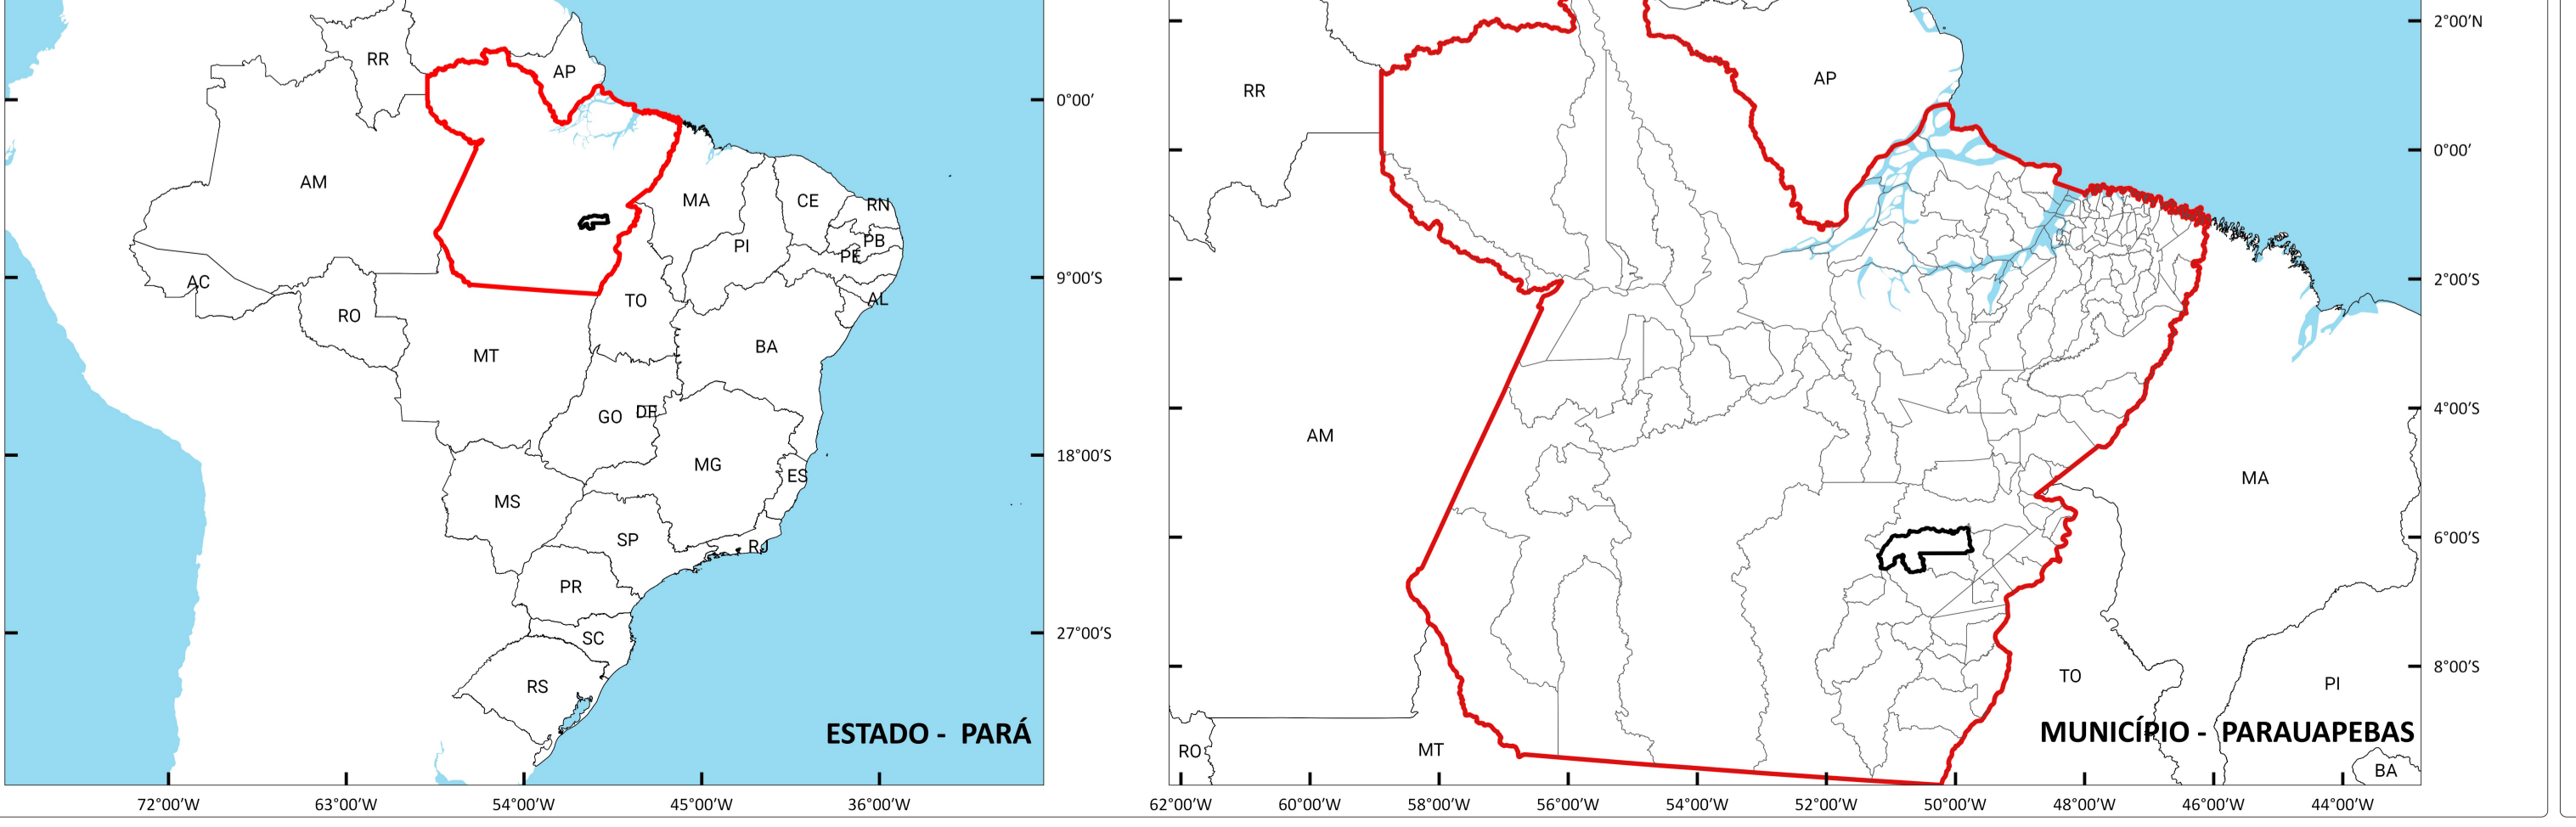 RR
AP
0°00'
AM
MA
CE
RN
PI
PB
PE
AC
9°00'S
AL
TO
RO
BA
MT
GO
DF
18°00'S
MG
ES
MS
SP
RJ
PR
27°00'S
SC
RS
ESTADO - PARÁ
72°00'W
63°00'W
54°00'W
45°00'W
36°00'W
2°00'N
AP
RR
0°00'
2°00'S
4°00'S
AM
MA
6°00'S
8°00'S
TO
PI
MUNICÍPIO - PARAUAPEBAS
RO
MT
BA
62°00'W
60°00'W
58°00'W
56°00'W
54°00'W
52°00'W
50°00'W
48°00'W
46°00'W
44°00'W